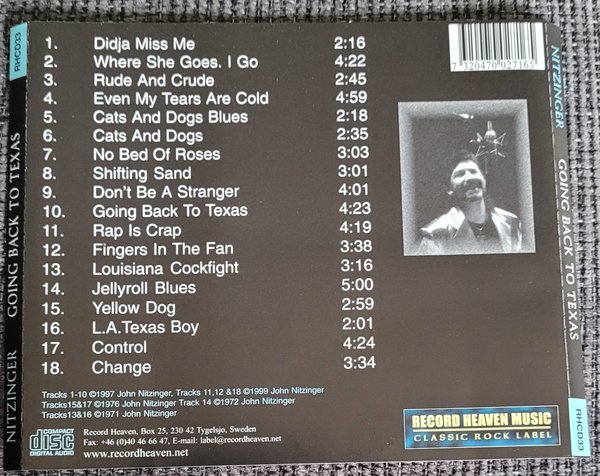 NITZINGER GOING BACK TO TEXAS RHCD33
1. Didja Miss Me 2:16
2. Where She Goes. I Go 4:22
3. Rude And Crude 2:45
4. Even My Tears Are Cold 4:59
5. Cats And Dogs Blues 2:18
6. Cats And Dogs 2:35
7. No Bed Of Roses 3:03
8. Shifting Sand 3:01
9. Don't Be A Stranger 4:01
10. Going Back To Texas 4:23
11. Rap Is Crap 4:19
12. Fingers In The Fan 3:38
13. Louisiana Cockfight 3:16
14. Jellyroll Blues 5:00
15. Yellow Dog 2:59
16. L.A.Texas Boy 2:01
17. Control 4:24
18. Change 3:34
Tracks 1-10 ©1997 John Nitzinger, Tracks 11,12 &18 ©1999 John Nitzinger
Tracks15&17 ©1976 John Nitzinger Track 14 ©1972 John Nitzinger
Tracks13&16 ©1971 John Nitzinger
COMPACT
disc
DIGITAL AUDIO
Record Heaven, Box 25, 230 42 Tygelsjo, Sweden
Fax: +46 (0)40 46 66 47, E-mail: label@recordheaven.net
www.recordheaven.net
7 320470 027165
RECORD HEAVEN MUSIC
CLASSIC ROCK LABEL
NITZINGER GOING BACK TO TEXAS RHCD33